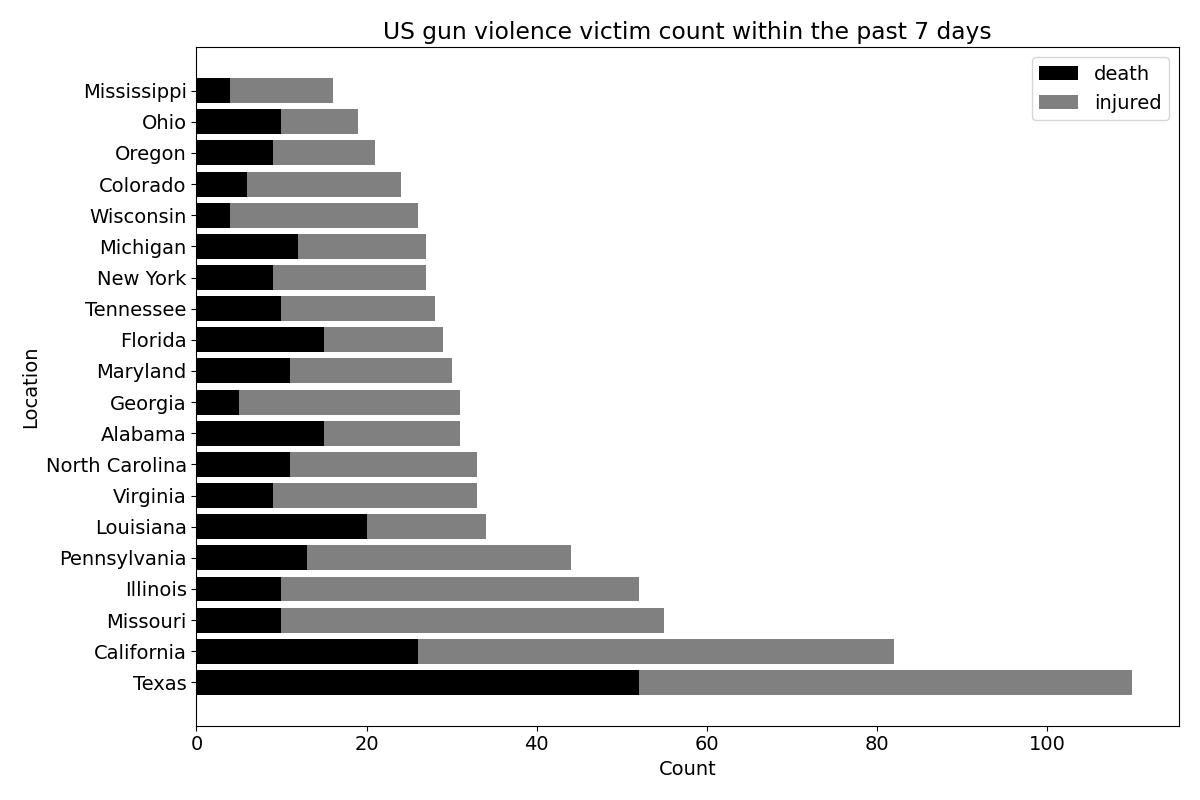 US gun violence victim count within the past 7 days
death
injured
Location
Mississippi
Ohio
Oregon
Colorado
Wisconsin
Michigan
New York
Tennessee
Florida
Maryland
Georgia
Alabama
North Carolina
Virginia
Louisiana
Pennsylvania
Illinois
Missouri
California
Texas
0 20 40 60 80 100
Count